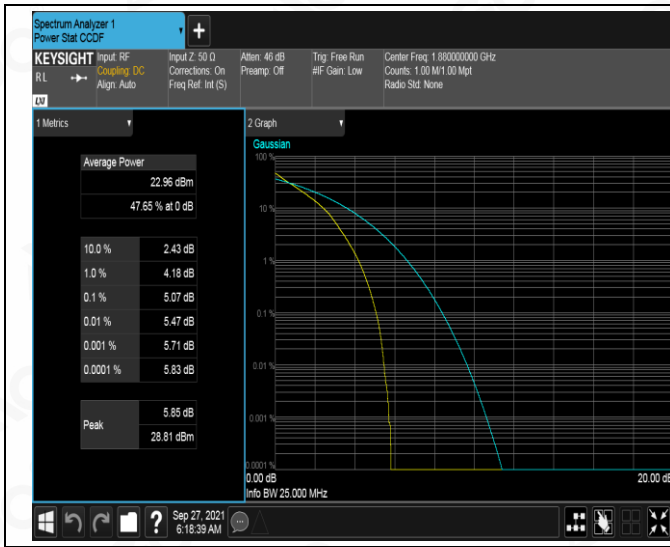 Spectrum Analyzer 1
Power Stat CCDF
KEYSIGHT
RL
LXI
Input: RF
Coupling: DC
Align: Auto
Input Z: 50 Ω
Corrections: On
Freq Ref: Int (S)
Atten: 46 dB
Preamp: Off
Trig: Free Run
#IF Gain: Low
Center Freq: 1.880000000 GHz
Counts: 1.00 M/1.00 Mpt
Radio Std: None
1 Metrics
Average Power
22.96 dBm
47.65 % at 0 dB
10.0 % 2.43 dB
1.0 % 4.18 dB
0.1 % 5.07 dB
0.01 % 5.47 dB
0.001 % 5.71 dB
0.0001 % 5.83 dB
Peak
5.85 dB
28.81 dBm
2 Graph
Gaussian
100 %
10 %
1 %
0.1 %
0.01 %
0.001 %
0.0001 %
0.00 dB
20.00 dB
Info BW 25.000 MHz
Sep 27, 2021
6:18:39 AM